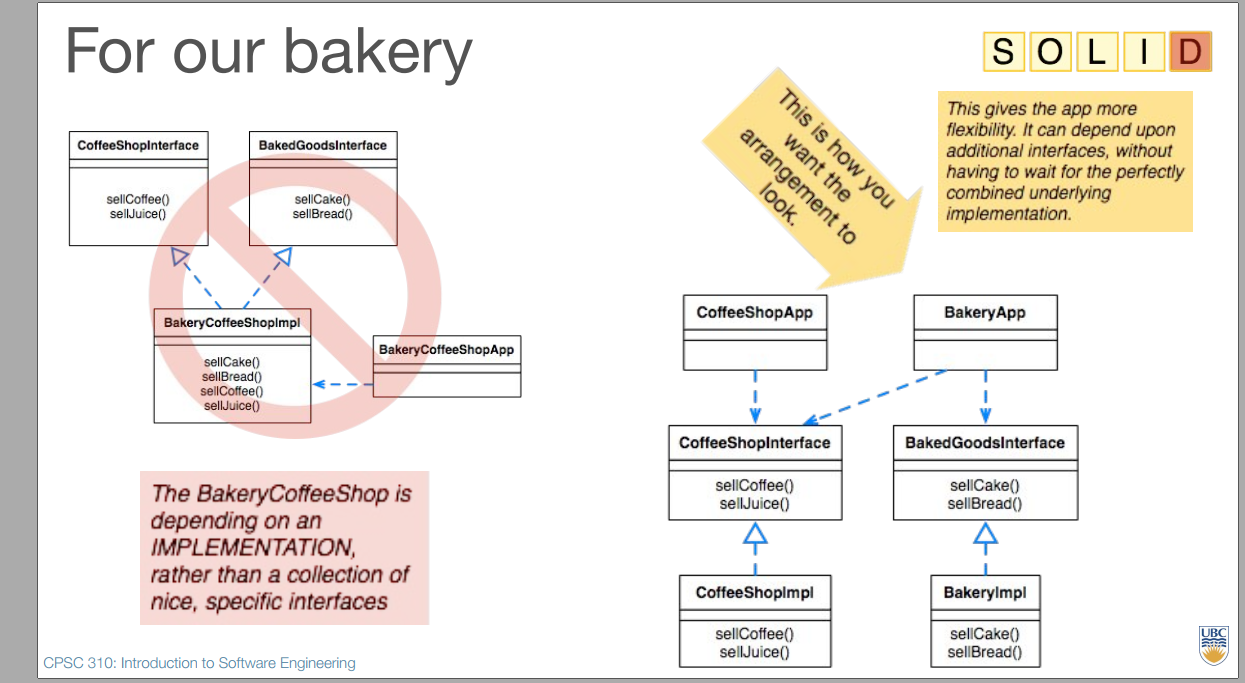 For our bakery
S O L I D
CoffeeShopInterface
sellCoffee()
sellJuice()
BakedGoodsInterface
sellCake()
sellBread()
BakeryCoffeeShopImpl
sellCake()
sellBread()
sellCoffee()
sellJuice()
BakeryCoffeeShopApp
The BakeryCoffeeShop is
depending on an
IMPLEMENTATION,
rather than a collection of
nice, specific interfaces
This is how you
want the
arrangement to
look.
This gives the app more
flexibility. It can depend upon
additional interfaces, without
having to wait for the perfectly
combined underlying
implementation.
CoffeeShopApp
BakeryApp
CoffeeShopInterface
sellCoffee()
sellJuice()
BakedGoodsInterface
sellCake()
sellBread()
CoffeeShopImpl
sellCoffee()
sellJuice()
BakeryImpl
sellCake()
sellBread()
CPSC 310: Introduction to Software Engineering
UBC